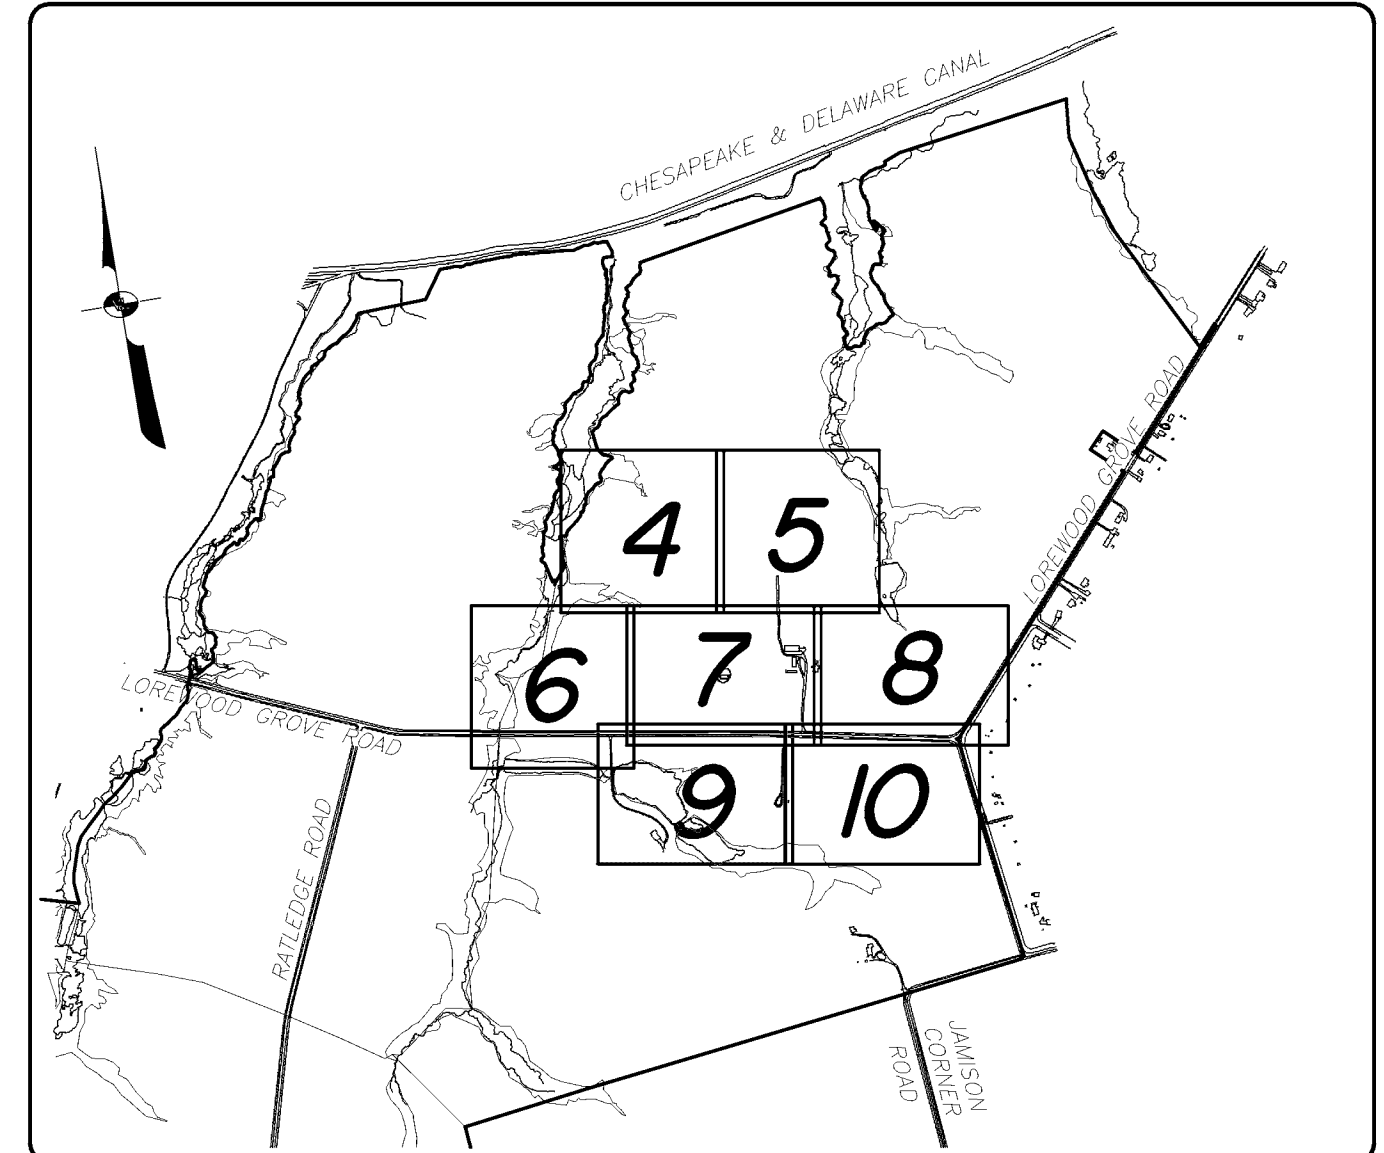 CHESAPEAKE & DELAWARE CANAL
LOREWOOD GROVE ROAD
4
5
6
7
8
LOREWOOD GROVE ROAD
9
10
RATLEDGE ROAD
JAMISON
CORNER
ROAD